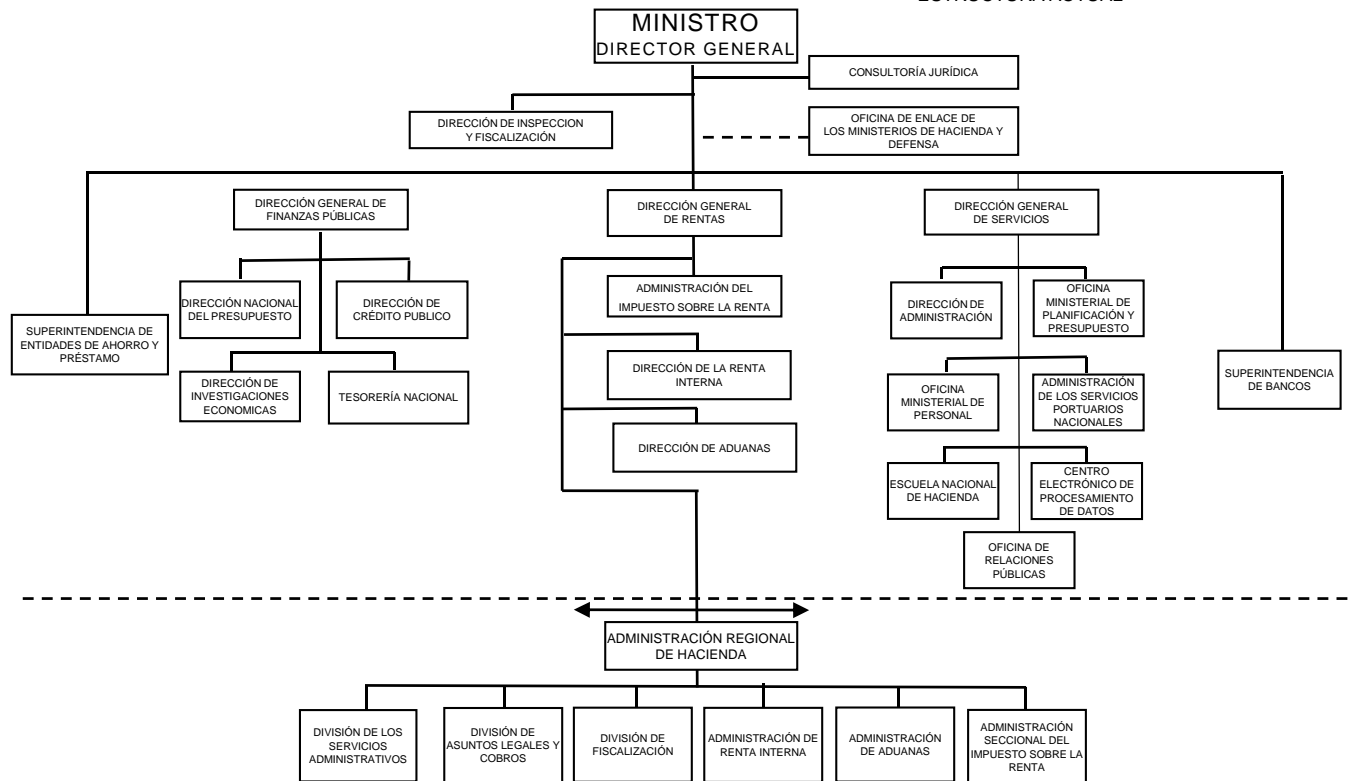 MINISTRO
DIRECTOR GENERAL
CONSULTORÍA JURÍDICA
DIRECCIÓN DE INSPECCION
Y FISCALIZACIÓN
OFICINA DE ENLACE DE
LOS MINISTERIOS DE HACIENDA Y
DEFENSA
DIRECCIÓN GENERAL DE
FINANZAS PÚBLICAS
DIRECCIÓN GENERAL
DE RENTAS
DIRECCIÓN GENERAL
DE SERVICIOS
SUPERINTENDENCIA DE
ENTIDADES DE AHORRO Y
PRÉSTAMO
DIRECCIÓN NACIONAL
DEL PRESUPUESTO
DIRECCIÓN DE
CRÉDITO PUBLICO
DIRECCIÓN DE
INVESTIGACIONES
ECONOMICAS
TESORERÍA NACIONAL
ADMINISTRACIÓN DEL
IMPUESTO SOBRE LA RENTA
DIRECCIÓN DE LA RENTA
INTERNA
DIRECCIÓN DE ADUANAS
DIRECCIÓN DE
ADMINISTRACIÓN
OFICINA
MINISTERIAL DE
PLANIFICACIÓN Y
PRESUPUESTO
OFICINA
MINISTERIAL DE
PERSONAL
ADMINISTRACIÓN
DE LOS SERVICIOS
PORTUARIOS
NACIONALES
ESCUELA NACIONAL
DE HACIENDA
CENTRO
ELECTRÓNICO DE
PROCESAMIENTO
DE DATOS
OFICINA DE
RELACIONES
PÚBLICAS
SUPERINTENDENCIA
DE BANCOS
ADMINISTRACIÓN REGIONAL
DE HACIENDA
DIVISIÓN DE LOS
SERVICIOS
ADMINISTRATIVOS
DIVISIÓN DE
ASUNTOS LEGALES Y
COBROS
DIVISIÓN DE
FISCALIZACIÓN
ADMINISTRACIÓN DE
RENTA INTERNA
ADMINISTRACIÓN
DE ADUANAS
ADMINISTRACIÓN
SECCIONAL DEL
IMPUESTO SOBRE LA
RENTA